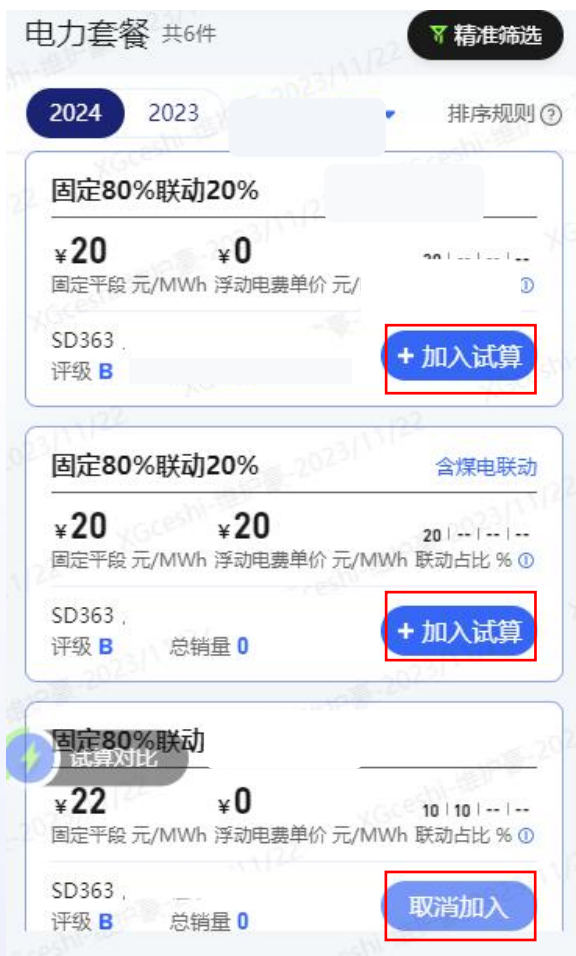 电力套餐 共6件 精准筛选
2024 2023 排序规则
固定80%联动20%
¥20 ¥0
固定平段 元/MWh 浮动电费单价 元/
SD363
评级 B
+ 加入试算
固定80%联动20% 含煤电联动
¥20 ¥20 20 | -- | -- | --
固定平段 元/MWh 浮动电费单价 元/MWh 联动占比 %
SD363
评级 B 总销量 0
+ 加入试算
固定80%联动
试算对比
¥22 ¥0 10 | 10 | -- | --
固定平段 元/MWh 浮动电费单价 元/MWh 联动占比 %
SD363
评级 B 总销量 0
取消加入